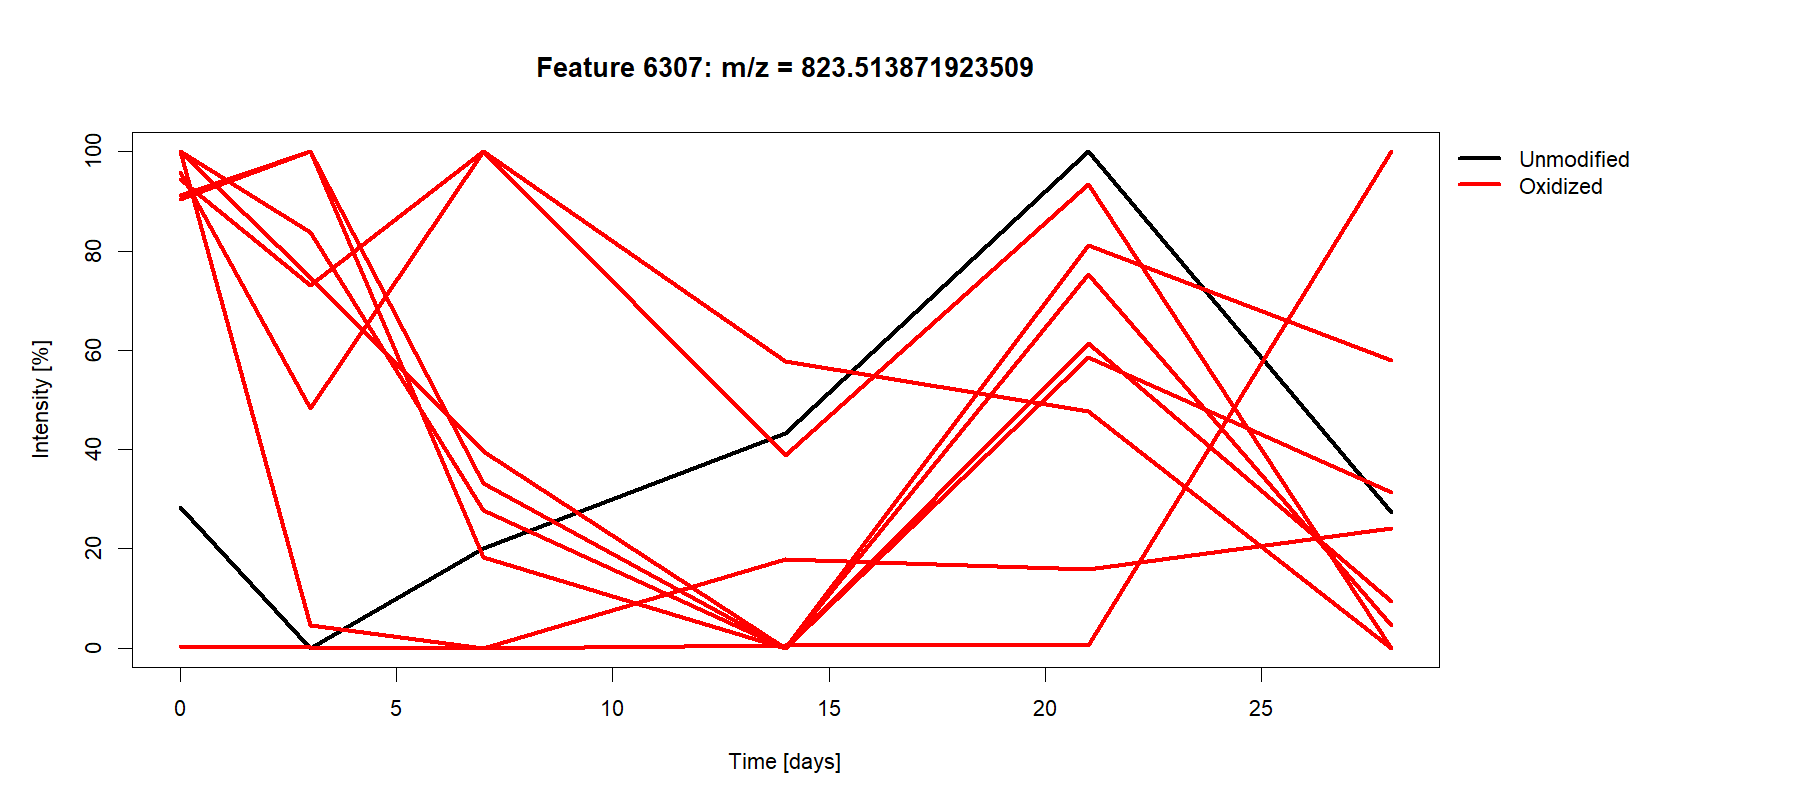 Feature 6307: m/z = 823.513871923509
Unmodified
Oxidized
Intensity [%]
100
80
60
40
20
0
0 5 10 15 20 25
Time [days]